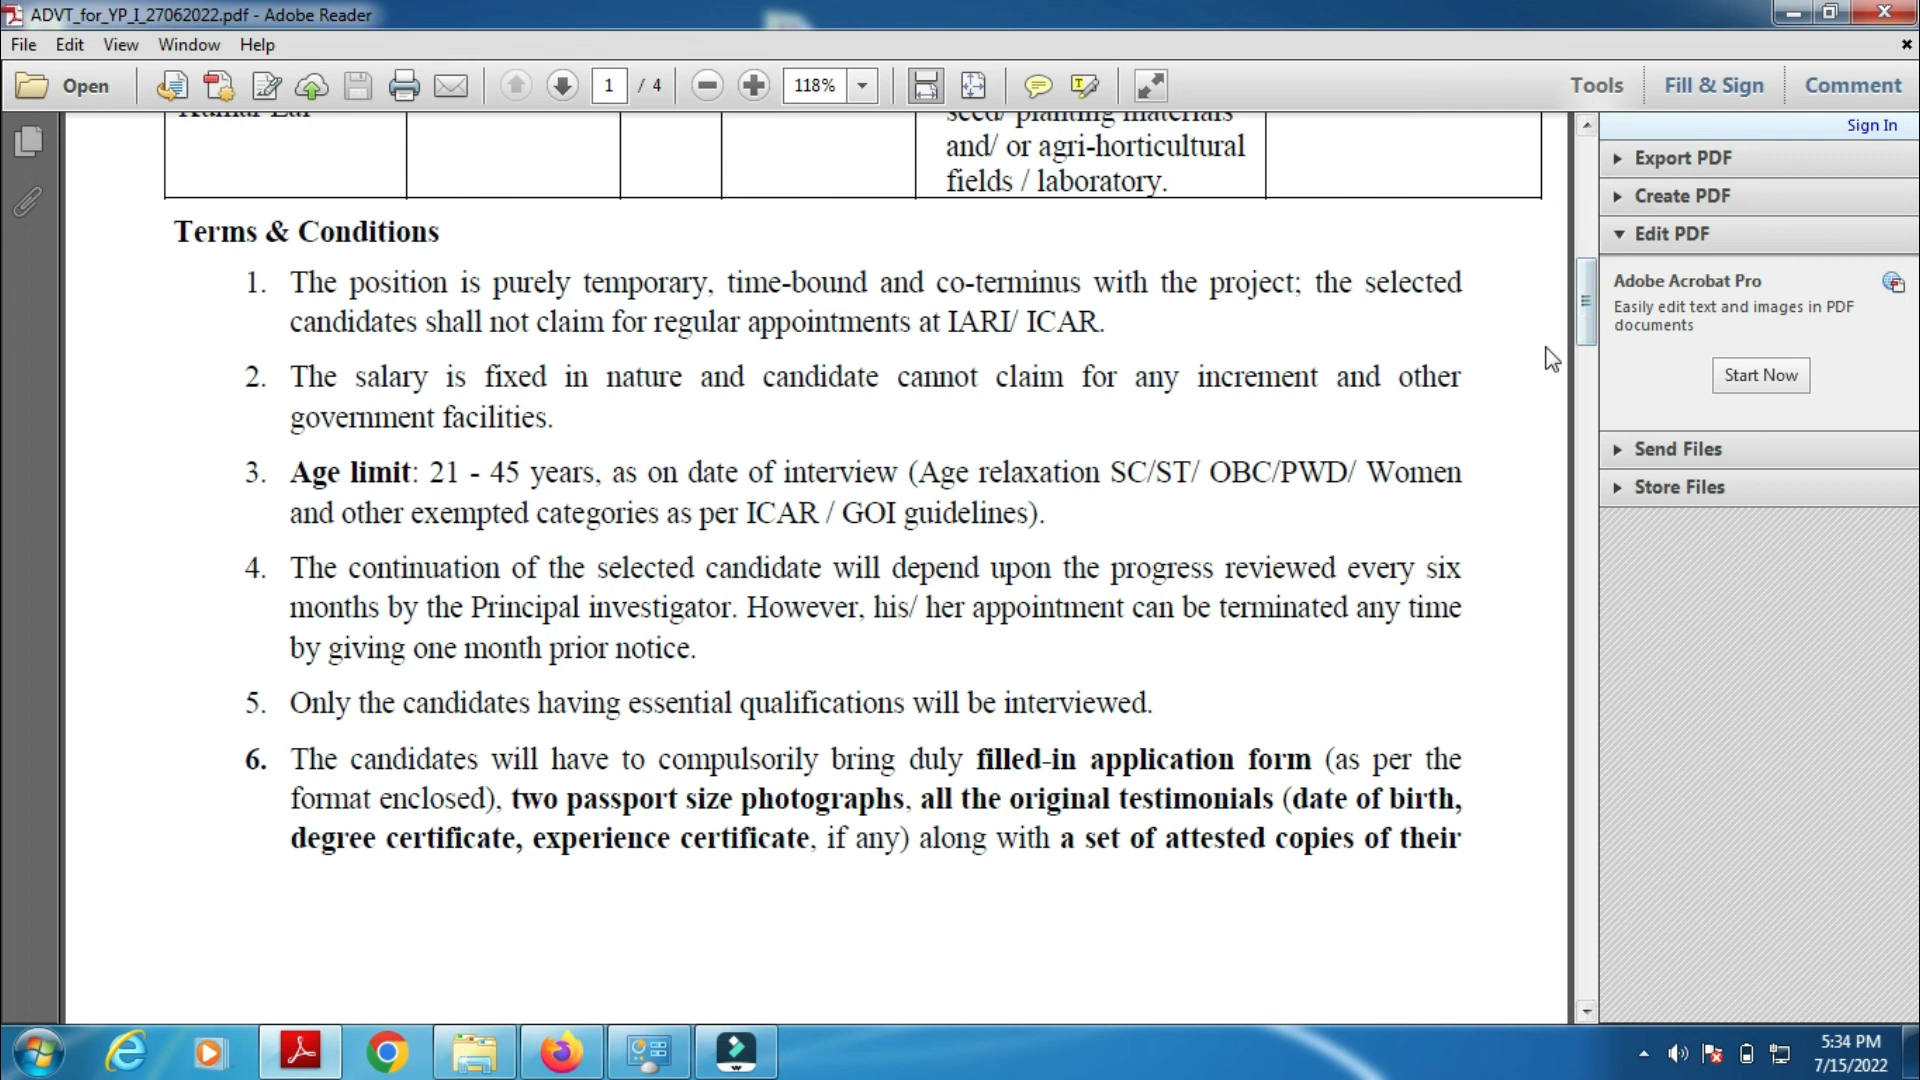 ADVT_for_YP_I_27062022.pdf - Adobe Reader
File Edit View Window Help
Open 1 / 4 118% Tools Fill & Sign Comment
Kumar Lal
seed/ planting materials
and/ or agri-horticultural
fields / laboratory.
Terms & Conditions
1. The position is purely temporary, time-bound and co-terminus with the project; the selected
candidates shall not claim for regular appointments at IARI/ ICAR.
2. The salary is fixed in nature and candidate cannot claim for any increment and other
government facilities.
3. Age limit: 21 - 45 years, as on date of interview (Age relaxation SC/ST/ OBC/PWD/ Women
and other exempted categories as per ICAR / GOI guidelines).
4. The continuation of the selected candidate will depend upon the progress reviewed every six
months by the Principal investigator. However, his/ her appointment can be terminated any time
by giving one month prior notice.
5. Only the candidates having essential qualifications will be interviewed.
6. The candidates will have to compulsorily bring duly filled-in application form (as per the
format enclosed), two passport size photographs, all the original testimonials (date of birth,
degree certificate, experience certificate, if any) along with a set of attested copies of their
Sign In
Export PDF
Create PDF
Edit PDF
Adobe Acrobat Pro
Easily edit text and images in PDF
documents
Start Now
Send Files
Store Files
5:34 PM
7/15/2022